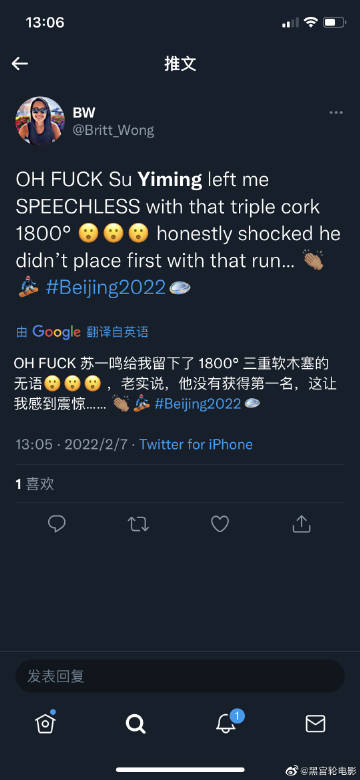 13:06
推文
BW
@Britt_Wong
OH FUCK Su Yiming left me
SPEECHLESS with that triple cork
1800° 😮😮😮 honestly shocked he
didn’t place first with that run... 👏🏽
🏂 #Beijing2022
由 Google 翻译自英语
OH FUCK 苏一鸣给我留下了 1800° 三重软木塞的
无语😮😮😮 ，老实说，他没有获得第一名，这让
我感到震惊...... 👏🏽🏂 #Beijing2022
13:05 · 2022/2/7 · Twitter for iPhone
1 喜欢
发表回复
1
@黑宫轮电影